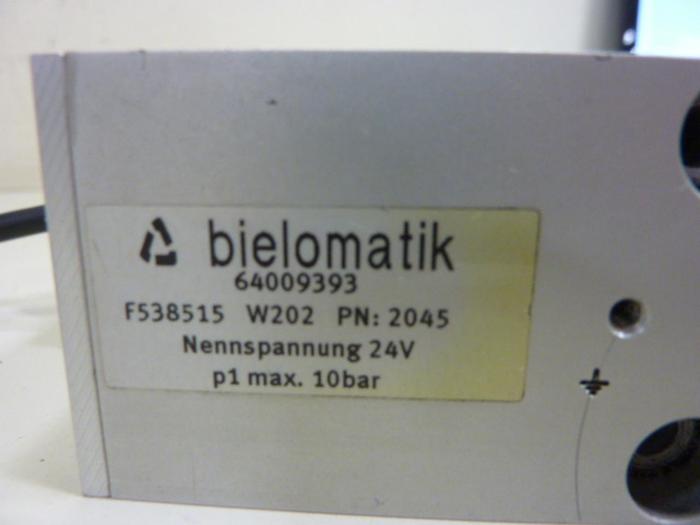 bielomatik
64009393
F538515 W202 PN: 2045
Nennspannung 24V
p1 max. 10bar